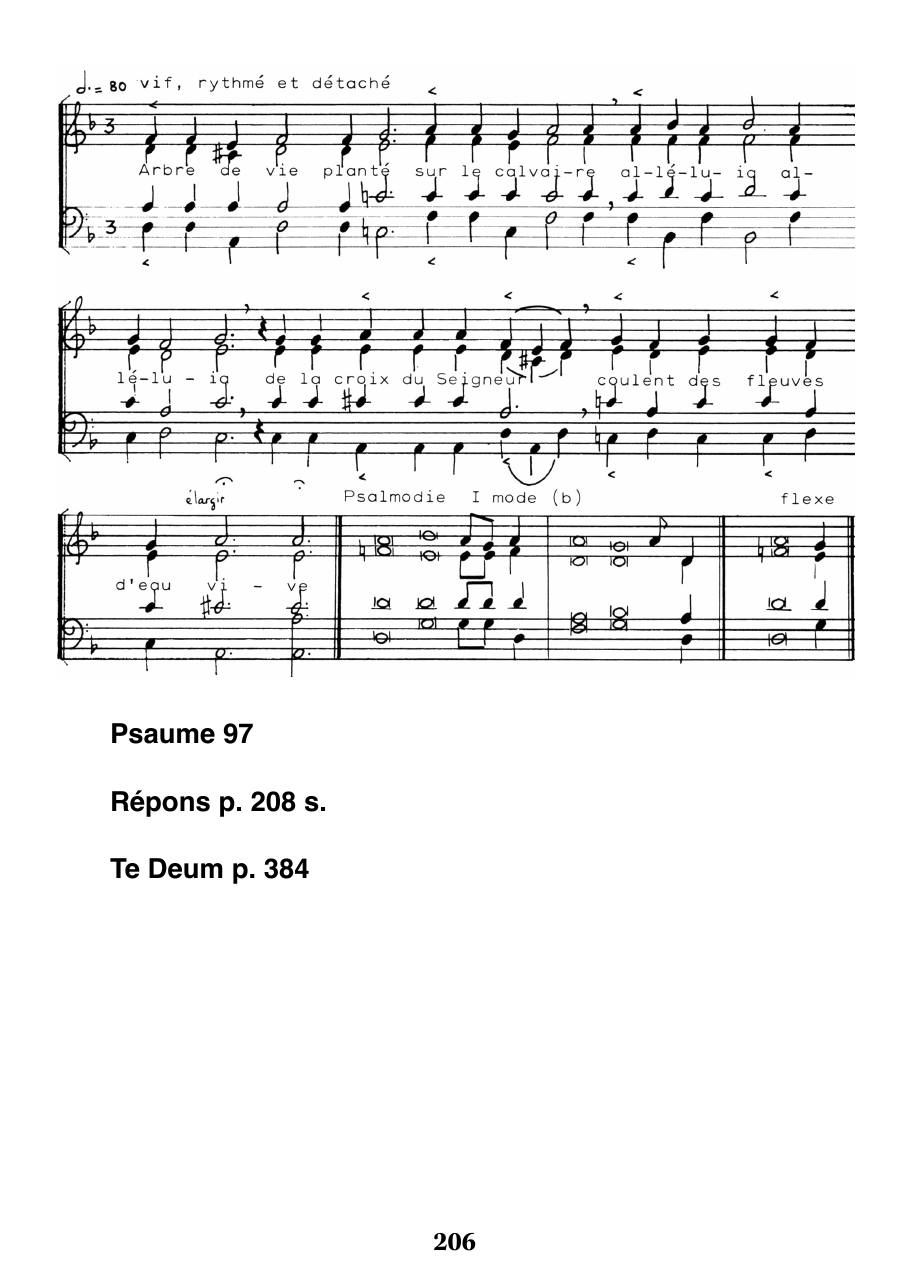 ♩. = 80 vif, rythmé et détaché
3
Arbre de vie planté sur le calvai-re al-lé-lu- ia al-
3
lé-lu - ia de la croix du Seigneur coulent des fleuves
élargir Psalmodie I mode (b) flexe
d'eau vi - ve
Psaume 97
Répons p. 208 s.
Te Deum p. 384
206